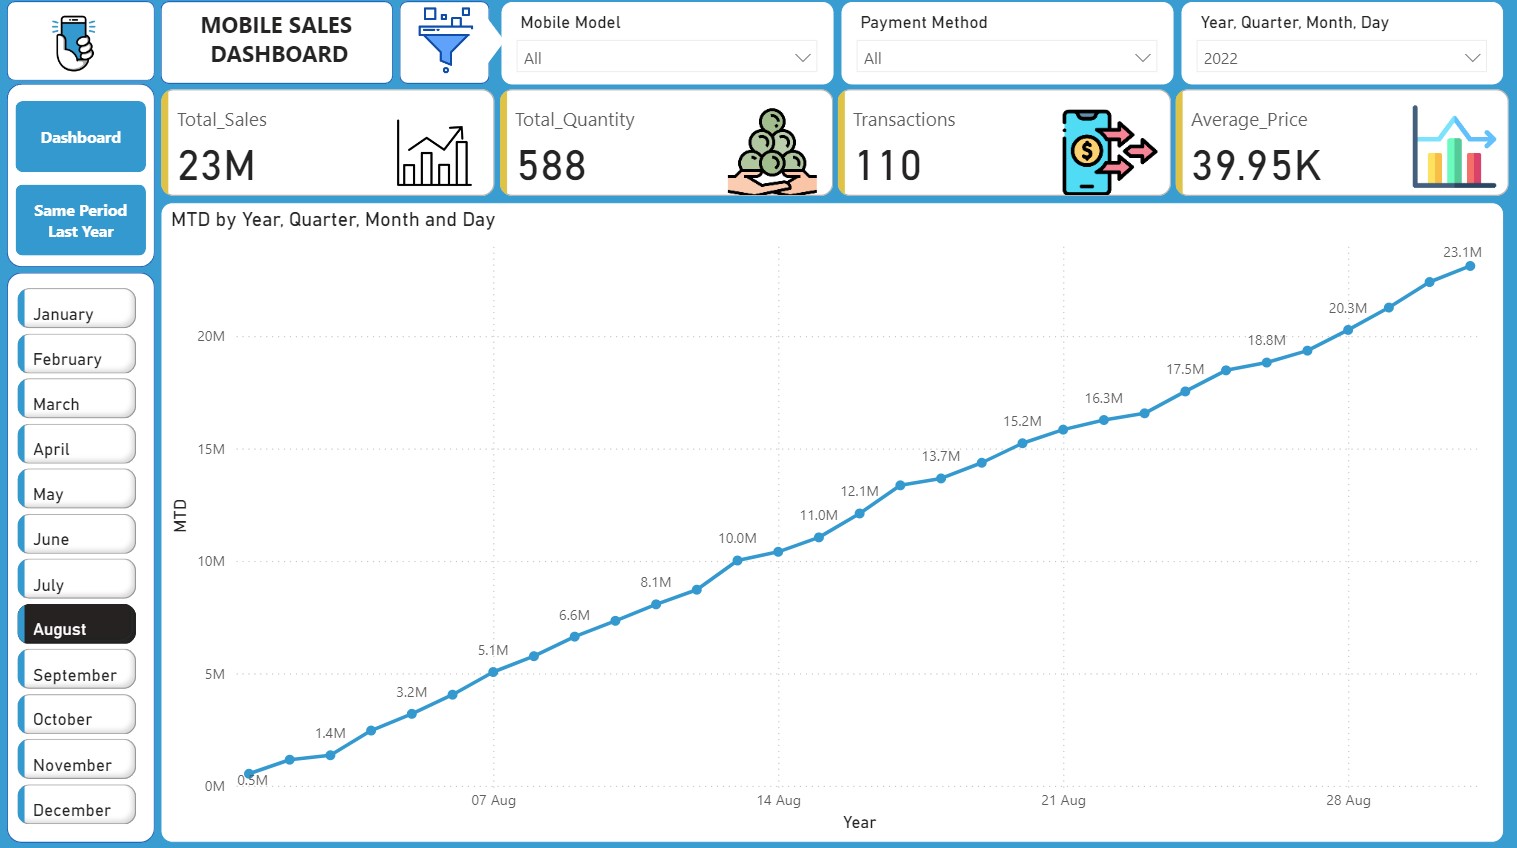 MOBILE SALES
DASHBOARD
Mobile Model
All
Payment Method
All
Year, Quarter, Month, Day
2022
Dashboard
Same Period
Last Year
Total_Sales
23M
Total_Quantity
588
Transactions
110
$
Average_Price
39.95K
January
February
March
April
May
June
July
August
September
October
November
December
MTD by Year, Quarter, Month and Day
MTD
20M
15M
10M
5M
0M
0.5M
1.4M
3.2M
5.1M
6.6M
8.1M
10.0M
11.0M
12.1M
13.7M
15.2M
16.3M
17.5M
18.8M
20.3M
23.1M
07 Aug
14 Aug
21 Aug
28 Aug
Year